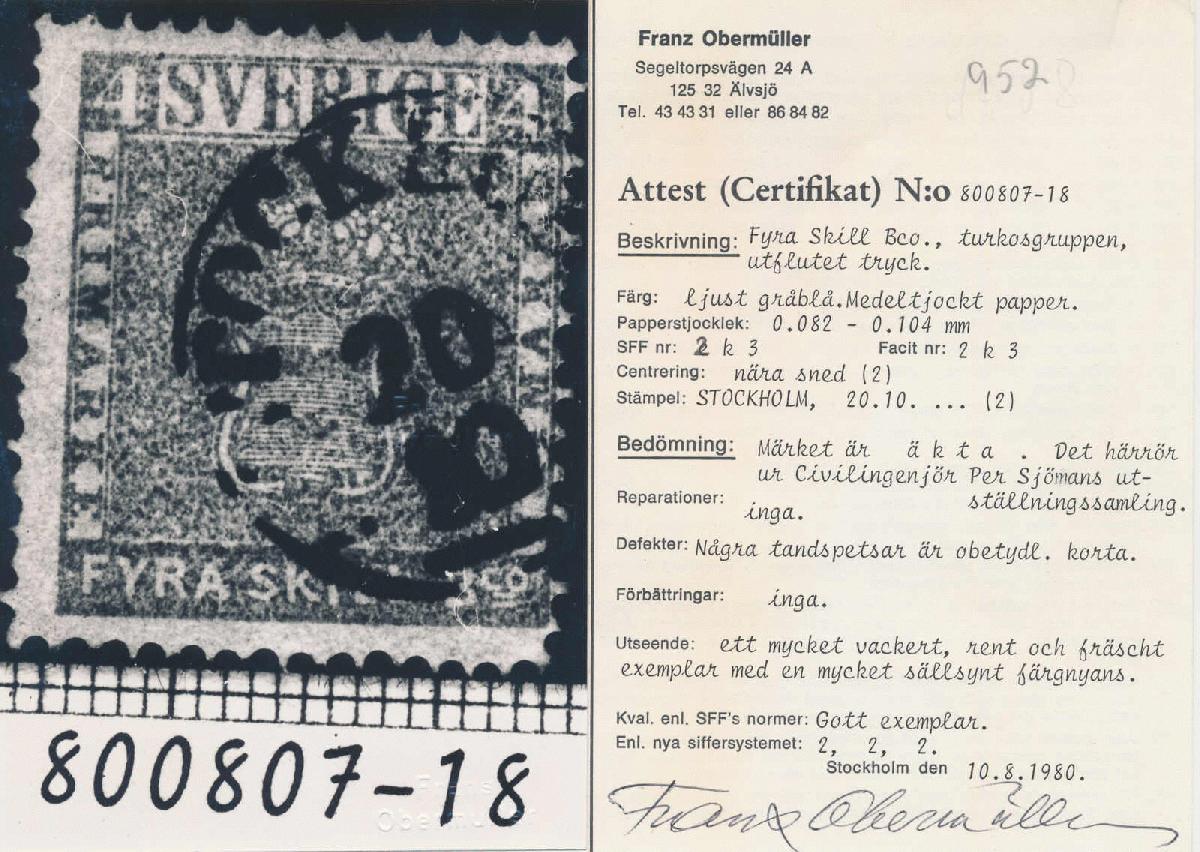 4 SVERIGE 4
FRIMÄRKE
FRIMÄRKE
20
10
FYRA SK
co
800807-18
Franz
Obermüller
Franz Obermüller
Segeltorpsvägen 24 A
125 32 Älvsjö
Tel. 43 43 31 eller 86 84 82
952
Attest (Certifikat) N:o 800807-18
Beskrivning: Fyra Skill Bco., turkosgruppen,
utflutet tryck.
Färg: ljust gråblå. Medeltjockt papper.
Papperstjocklek: 0.082 - 0.104 mm
SFF nr: 2 k 3 Facit nr: 2 k 3
Centrering: nära sned (2)
Stämpel: STOCKHOLM, 20.10. ... (2)
Bedömning: Märket är ä k t a . Det härrör
ur Civilingenjör Per Sjömans ut-
ställningssamling.
Reparationer: inga.
Defekter: Några tandspetsar är obetydl. korta.
Förbättringar: inga.
Utseende: ett mycket vackert, rent och fräscht
exemplar med en mycket sällsynt färgnyans.
Kval. enl. SFF's normer: Gott exemplar.
Enl. nya siffersystemet: 2, 2, 2.
Stockholm den 10.8.1980.
Franz Obermüller